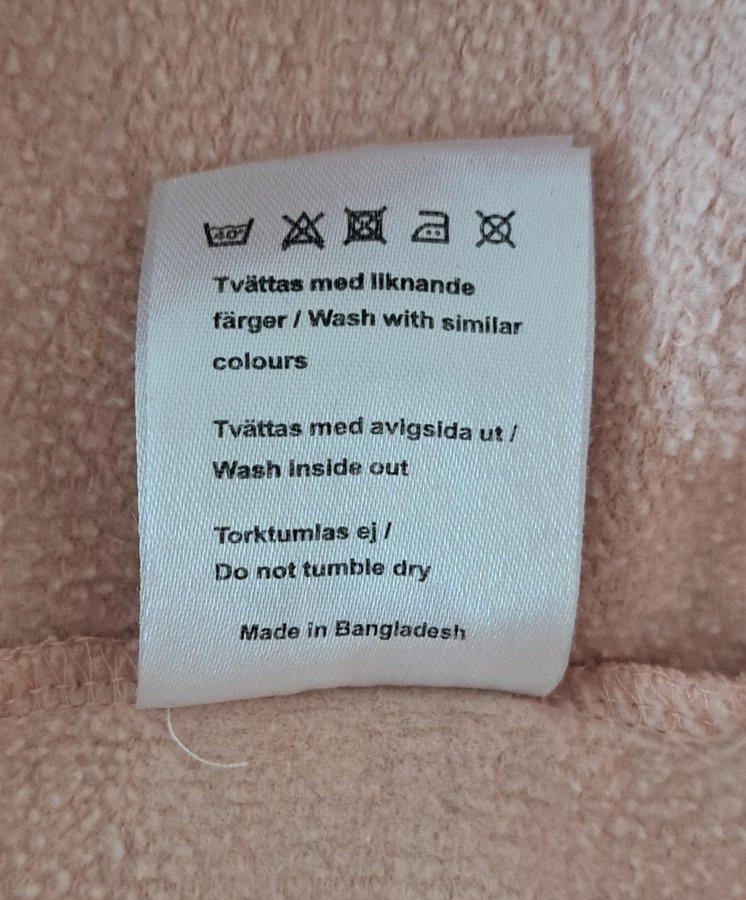 40°
Tvättas med liknande
färger / Wash with similar
colours
Tvättas med avigsida ut /
Wash inside out
Torktumlas ej /
Do not tumble dry
Made in Bangladesh